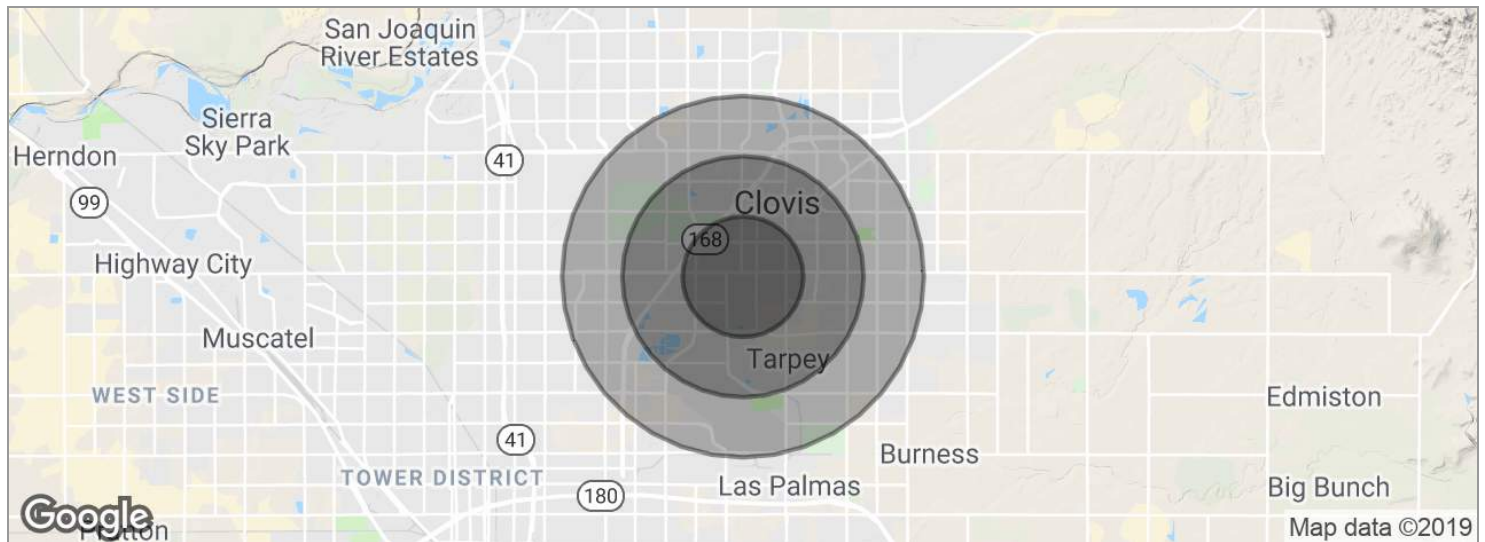 San Joaquin
River Estates
Sierra
Sky Park
Herndon
41
99
Clovis
168
Highway City
Muscatel
Tarpey
WEST SIDE
Edmiston
41
Burness
TOWER DISTRICT
180
Las Palmas
Big Bunch
Google
Map data ©2019